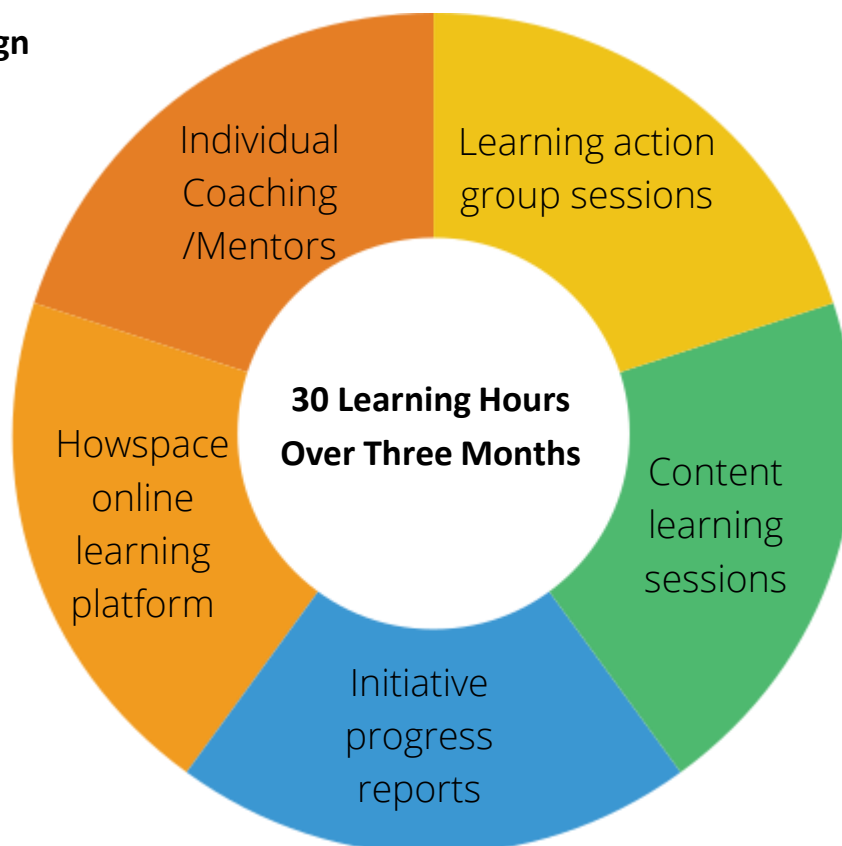 gn
Individual
Coaching
/Mentors
Learning action
group sessions
30 Learning Hours
Over Three Months
Howspace
online
learning
platform
Content
learning
sessions
Initiative
progress
reports